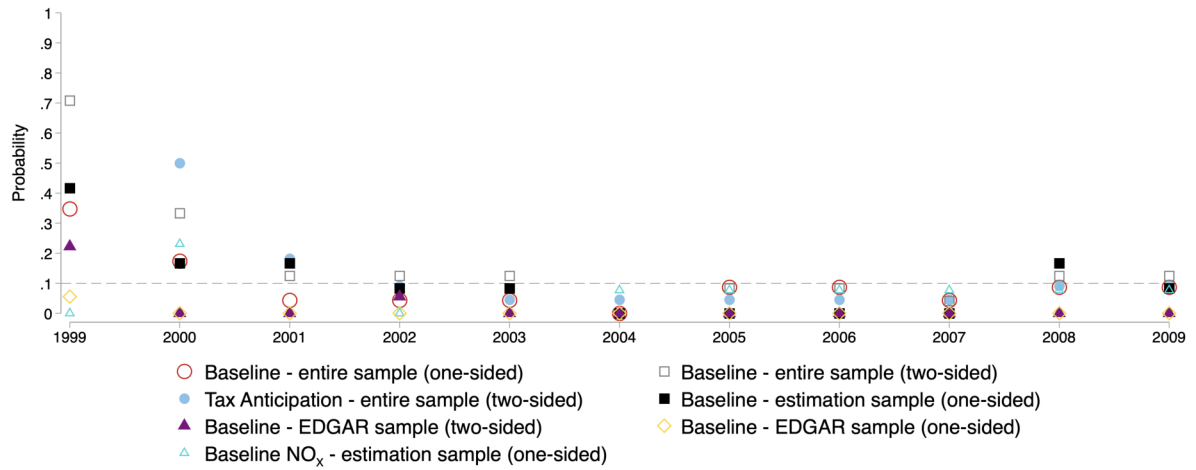 1
.9
.8
.7
.6
.5
.4
.3
.2
.1
0
Probability
1999 2000 2001 2002 2003 2004 2005 2006 2007 2008 2009
Baseline - entire sample (one-sided) Baseline - entire sample (two-sided)
Tax Anticipation - entire sample (two-sided) Baseline - estimation sample (one-sided)
Baseline - EDGAR sample (two-sided) Baseline - EDGAR sample (one-sided)
Baseline NOx - estimation sample (one-sided)